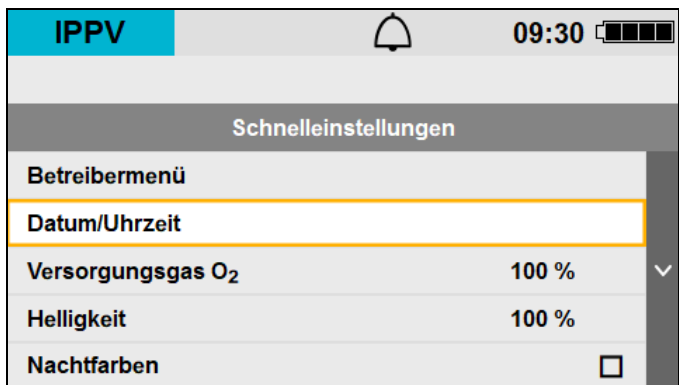 IPPV 09:30
Schnelleinstellungen
Betreibermenü
Datum/Uhrzeit
Versorgungsgas O₂ 100 %
Helligkeit 100 %
Nachtfarben